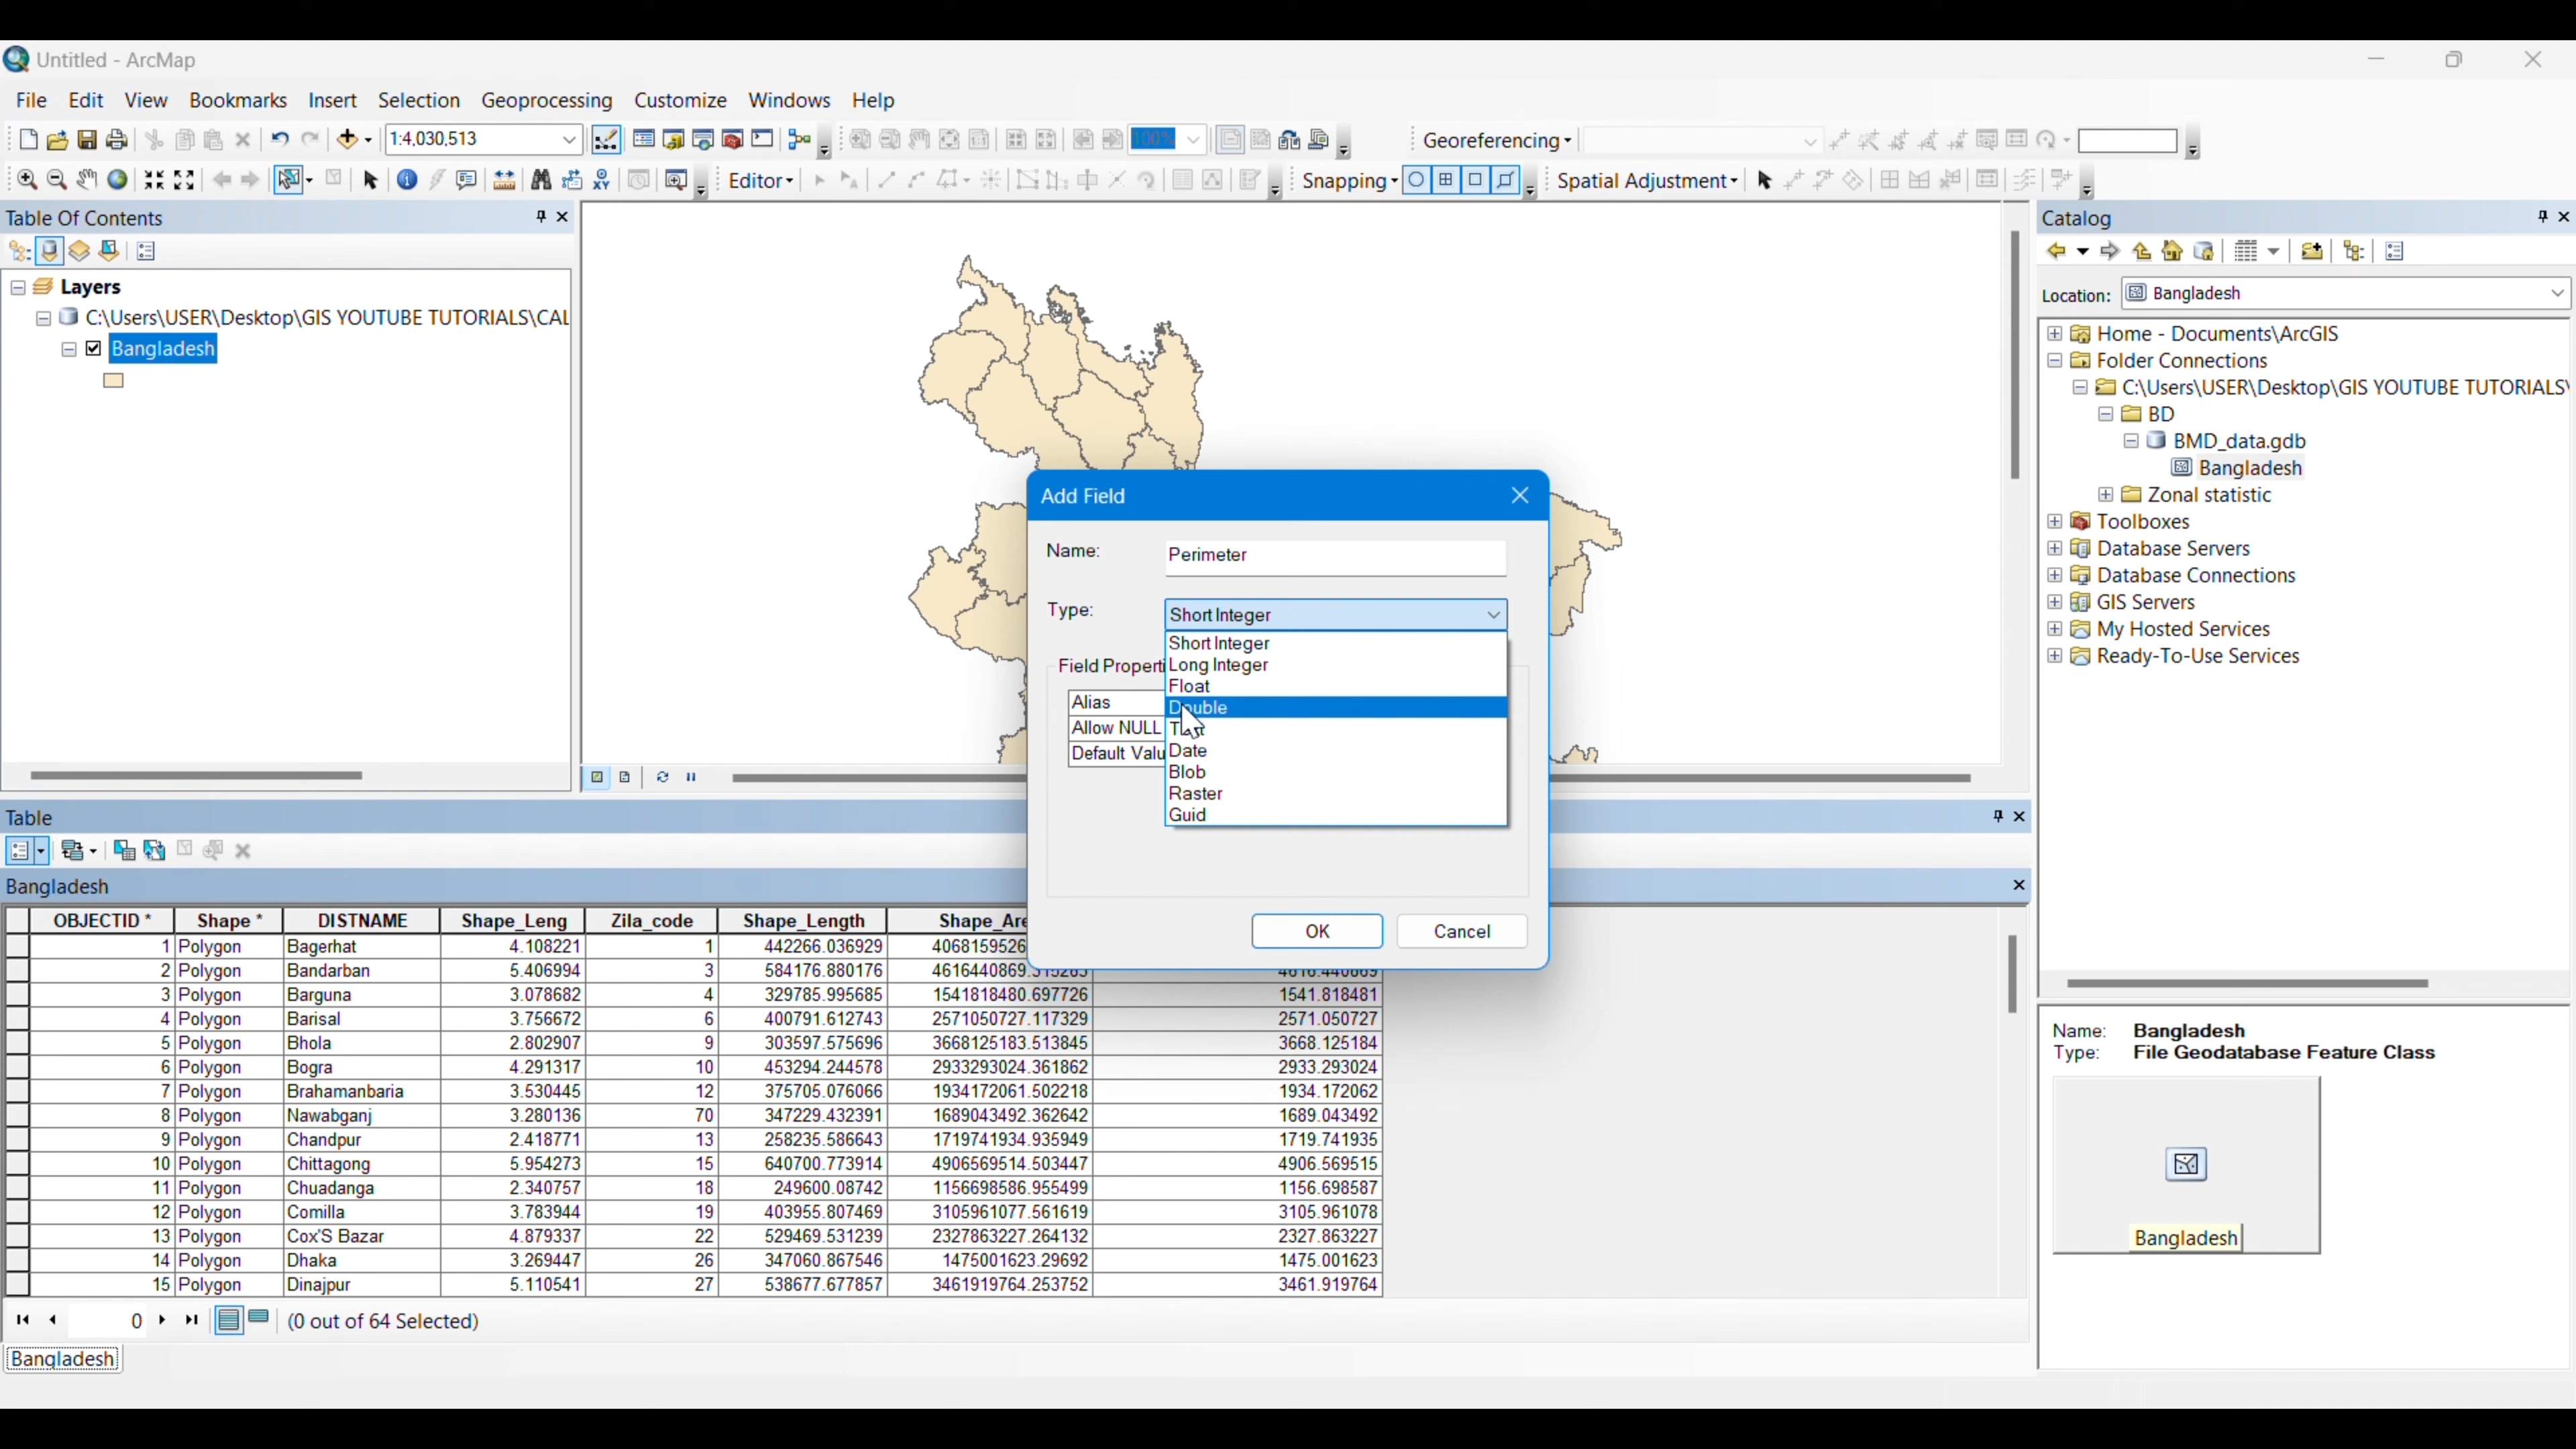 Untitled - ArcMap
File Edit View Bookmarks Insert Selection Geoprocessing Customize Windows Help
1:4,030,513 100% Georeferencing
Editor Snapping Spatial Adjustment
Table Of Contents
Layers
C:\Users\USER\Desktop\GIS YOUTUBE TUTORIALS\CAL
Bangladesh
Catalog
Location: Bangladesh
Home - Documents\ArcGIS
Folder Connections
C:\Users\USER\Desktop\GIS YOUTUBE TUTORIALS\
BD
BMD_data.gdb
Bangladesh
Zonal statistic
Toolboxes
Database Servers
Database Connections
GIS Servers
My Hosted Services
Ready-To-Use Services
Add Field
Name: Perimeter
Type: Short Integer
Short Integer
Long Integer
Float
Double
Date
Blob
Raster
Guid
Field Properti
Alias
Allow NULL
Default Valu
OK Cancel
Table
Bangladesh
OBJECTID * Shape * DISTNAME Shape_Leng Zila_code Shape_Length Shape_Are
1 Polygon Bagerhat 4.108221 1 442266.036929 4068159526
2 Polygon Bandarban 5.406994 3 584176.880176 4616440869.315283 4616.440869
3 Polygon Barguna 3.078682 4 329785.995685 1541818480.697726 1541.818481
4 Polygon Barisal 3.756672 6 400791.612743 2571050727.117329 2571.050727
5 Polygon Bhola 2.802907 9 303597.575696 3668125183.513845 3668.125184
6 Polygon Bogra 4.291317 10 453294.244578 2933293024.361862 2933.293024
7 Polygon Brahamanbaria 3.530445 12 375705.076066 1934172061.502218 1934.172062
8 Polygon Nawabganj 3.280136 70 347229.432391 1689043492.362642 1689.043492
9 Polygon Chandpur 2.418771 13 258235.586643 1719741934.935949 1719.741935
10 Polygon Chittagong 5.954273 15 640700.773914 4906569514.503447 4906.569515
11 Polygon Chuadanga 2.340757 18 249600.08742 1156698586.955499 1156.698587
12 Polygon Comilla 3.783944 19 403955.807469 3105961077.561619 3105.961078
13 Polygon Cox'S Bazar 4.879337 22 529469.531239 2327863227.264132 2327.863227
14 Polygon Dhaka 3.269447 26 347060.867546 1475001623.29692 1475.001623
15 Polygon Dinajpur 5.110541 27 538677.677857 3461919764.253752 3461.919764
0 (0 out of 64 Selected)
Bangladesh
Name: Bangladesh
Type: File Geodatabase Feature Class
Bangladesh